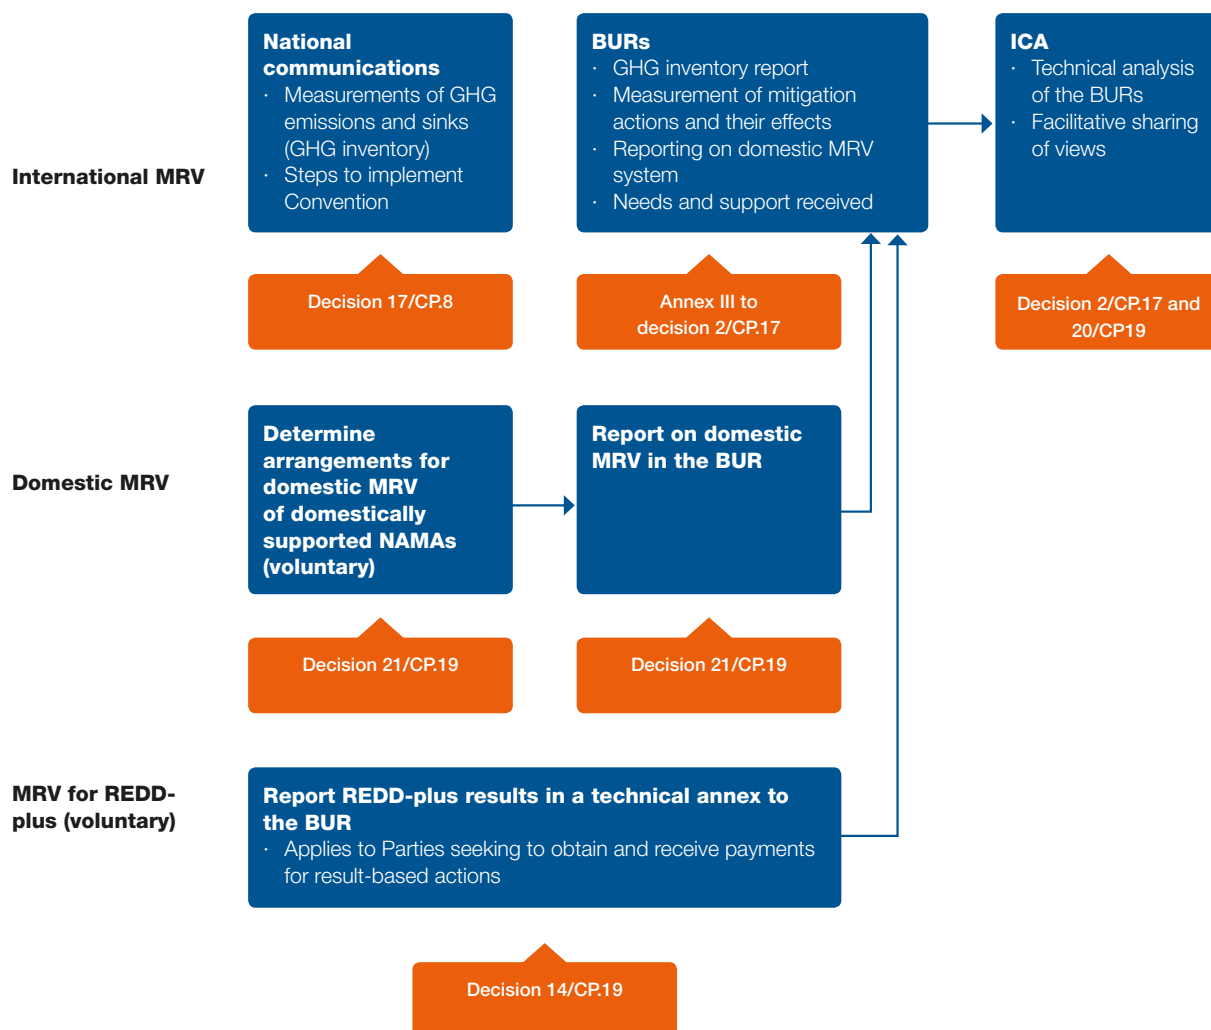 International MRV
National
communications
· Measurements of GHG
emissions and sinks
(GHG inventory)
· Steps to implement
Convention
BURs
· GHG inventory report
· Measurement of mitigation
actions and their effects
· Reporting on domestic MRV
system
· Needs and support received
ICA
· Technical analysis
of the BURs
· Facilitative sharing
of views
Decision 17/CP.8
Annex III to
decision 2/CP.17
Decision 2/CP.17 and
20/CP19
Domestic MRV
Determine
arrangements for
domestic MRV
of domestically
supported NAMAs
(voluntary)
Report on domestic
MRV in the BUR
Decision 21/CP.19
Decision 21/CP.19
MRV for REDD-
plus (voluntary)
Report REDD-plus results in a technical annex to
the BUR
· Applies to Parties seeking to obtain and receive payments
for result-based actions
Decision 14/CP.19